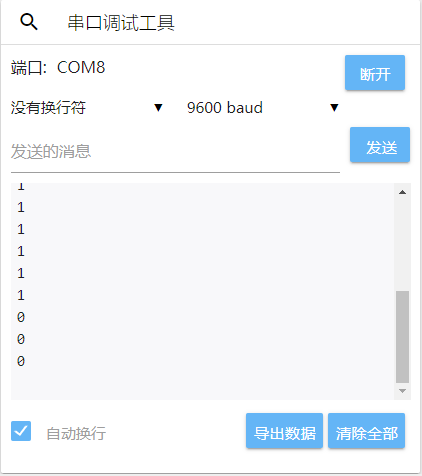 串口调试工具
端口：COM8
断开
没有换行符 9600 baud
发送的消息
发送
1
1
1
1
1
1
0
0
0
自动换行
导出数据 清除全部